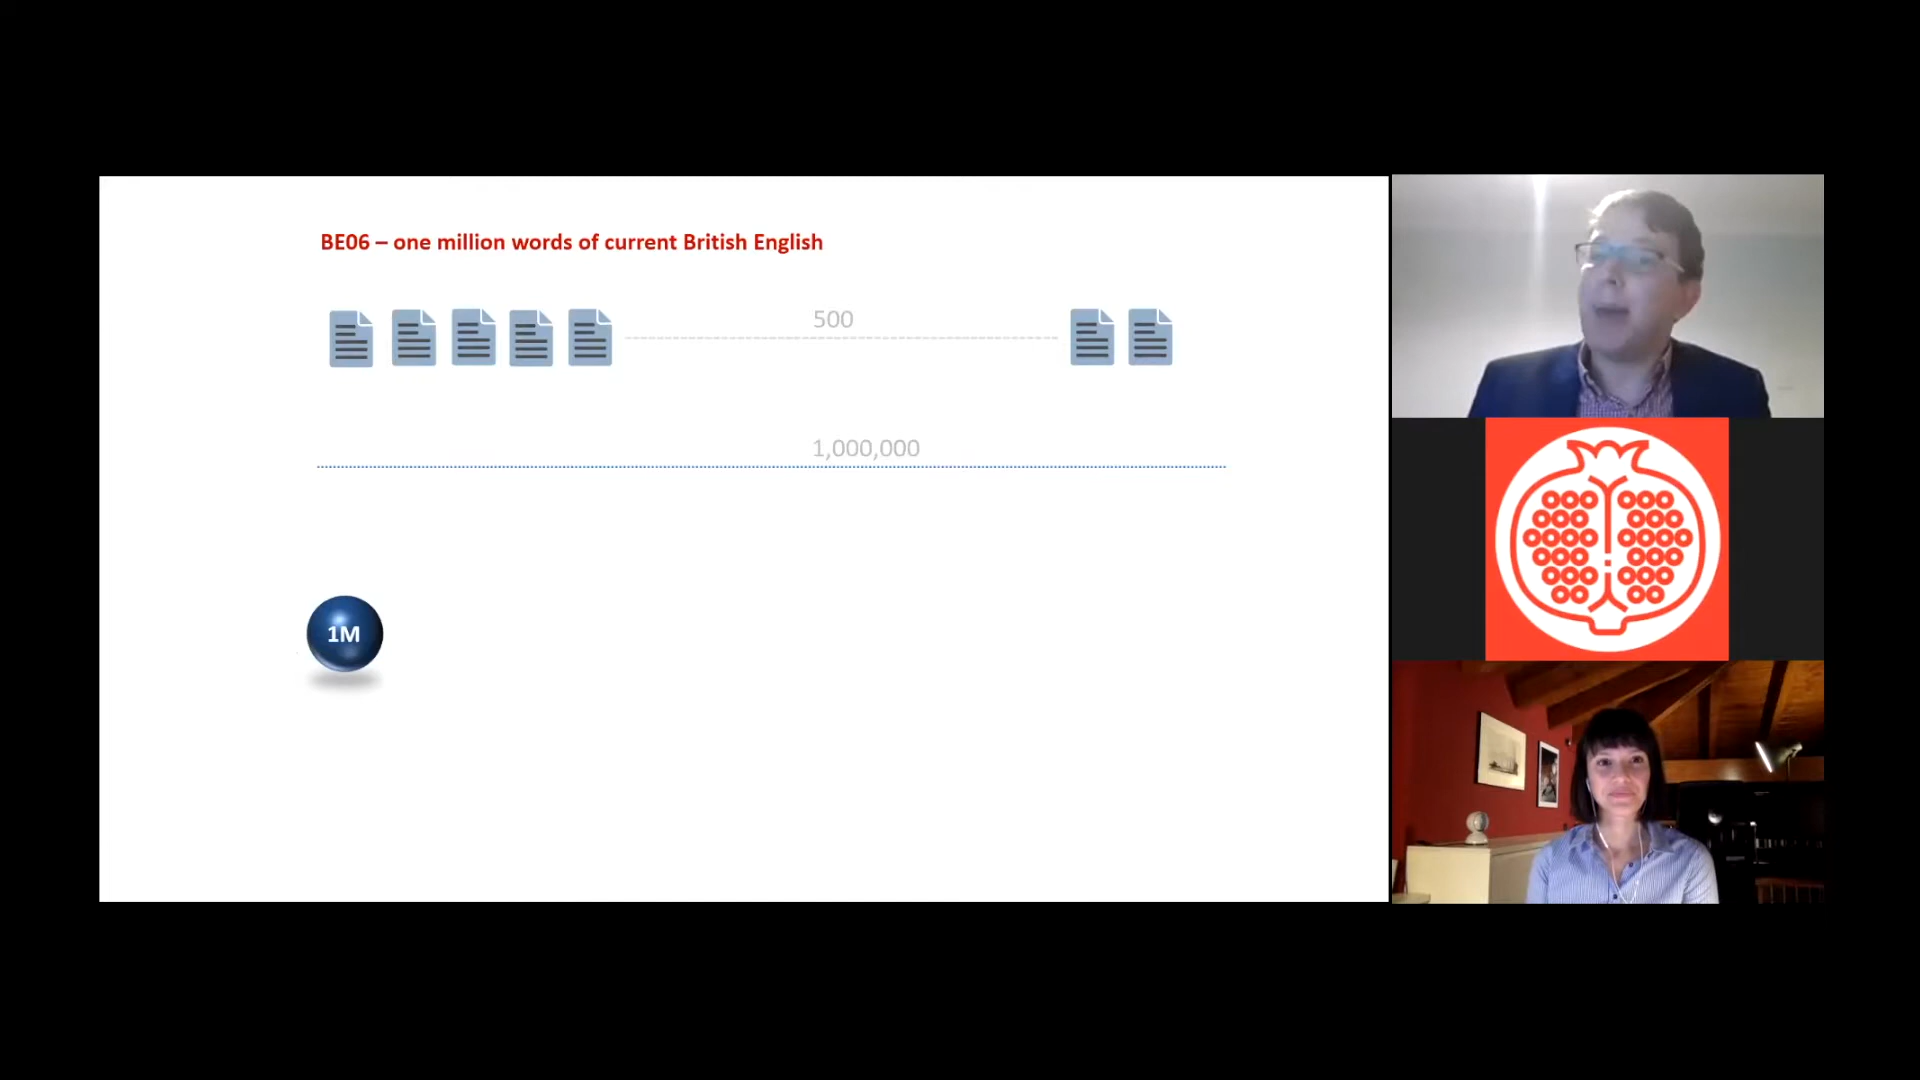 BE06 – one million words of current British English
500
1,000,000
1M